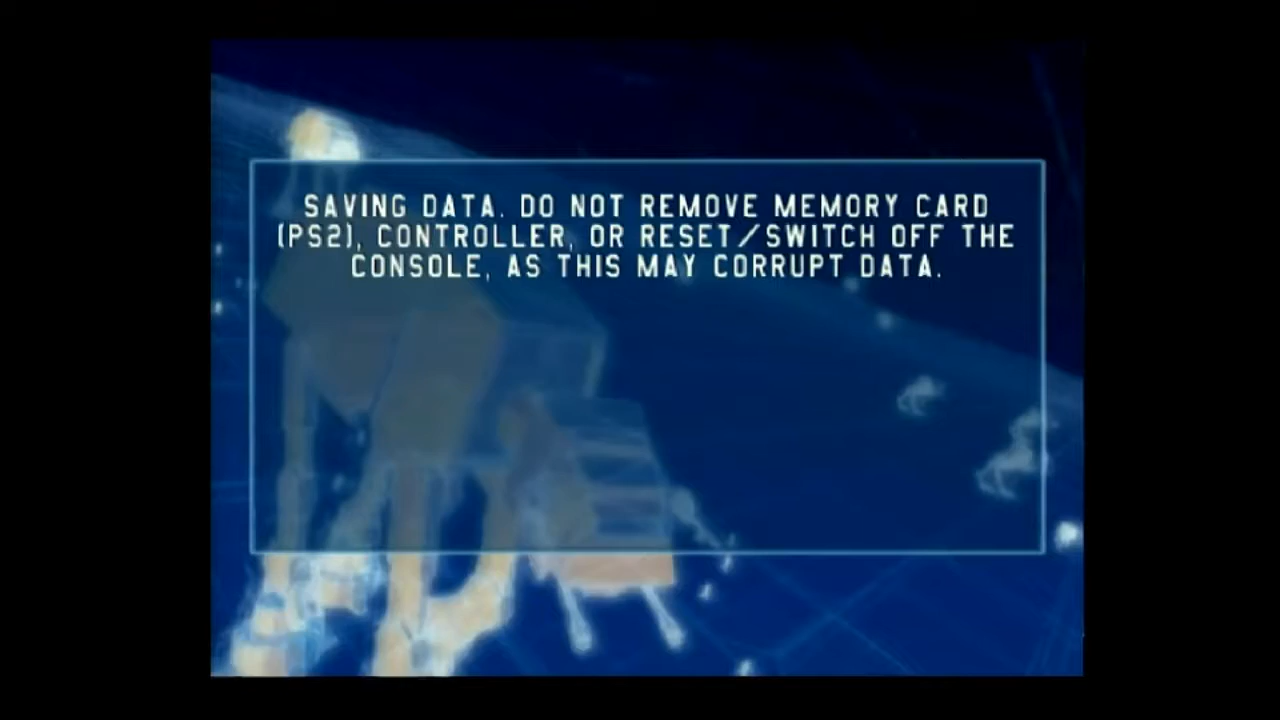 SAVING DATA. DO NOT REMOVE MEMORY CARD
(PS2), CONTROLLER, OR RESET/SWITCH OFF THE
CONSOLE, AS THIS MAY CORRUPT DATA.